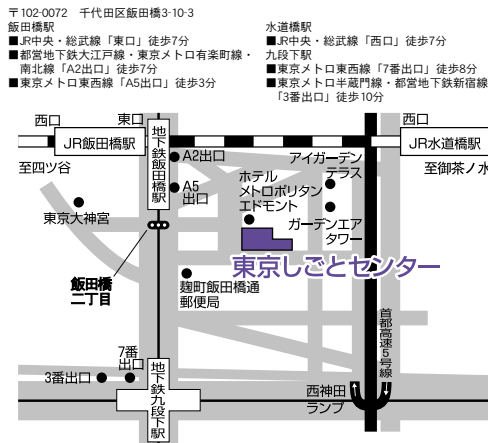 〒102-0072　千代田区飯田橋3-10-3
飯田橋駅
■JR中央・総武線「東口」徒歩7分
■都営地下鉄大江戸線・東京メトロ有楽町線・
南北線「A2出口」徒歩7分
■東京メトロ東西線「A5出口」徒歩3分
水道橋駅
■JR中央・総武線「西口」徒歩7分
九段下駅
■東京メトロ東西線「7番出口」徒歩8分
■東京メトロ半蔵門線・都営地下鉄新宿線
「3番出口」徒歩10分
西口
東口
西口
JR飯田橋駅
地下鉄飯田橋駅
JR水道橋駅
至四ツ谷
A2出口
アイガーデン
テラス
至御茶ノ水
A5
出口
ホテル
メトロポリタン
エドモント
東京大神宮
ガーデンエア
タワー
東京しごとセンター
飯田橋
二丁目
麹町飯田橋通
郵便局
首都高速5号線
7番
出口
3番出口
地下鉄九段下駅
西神田
ランプ